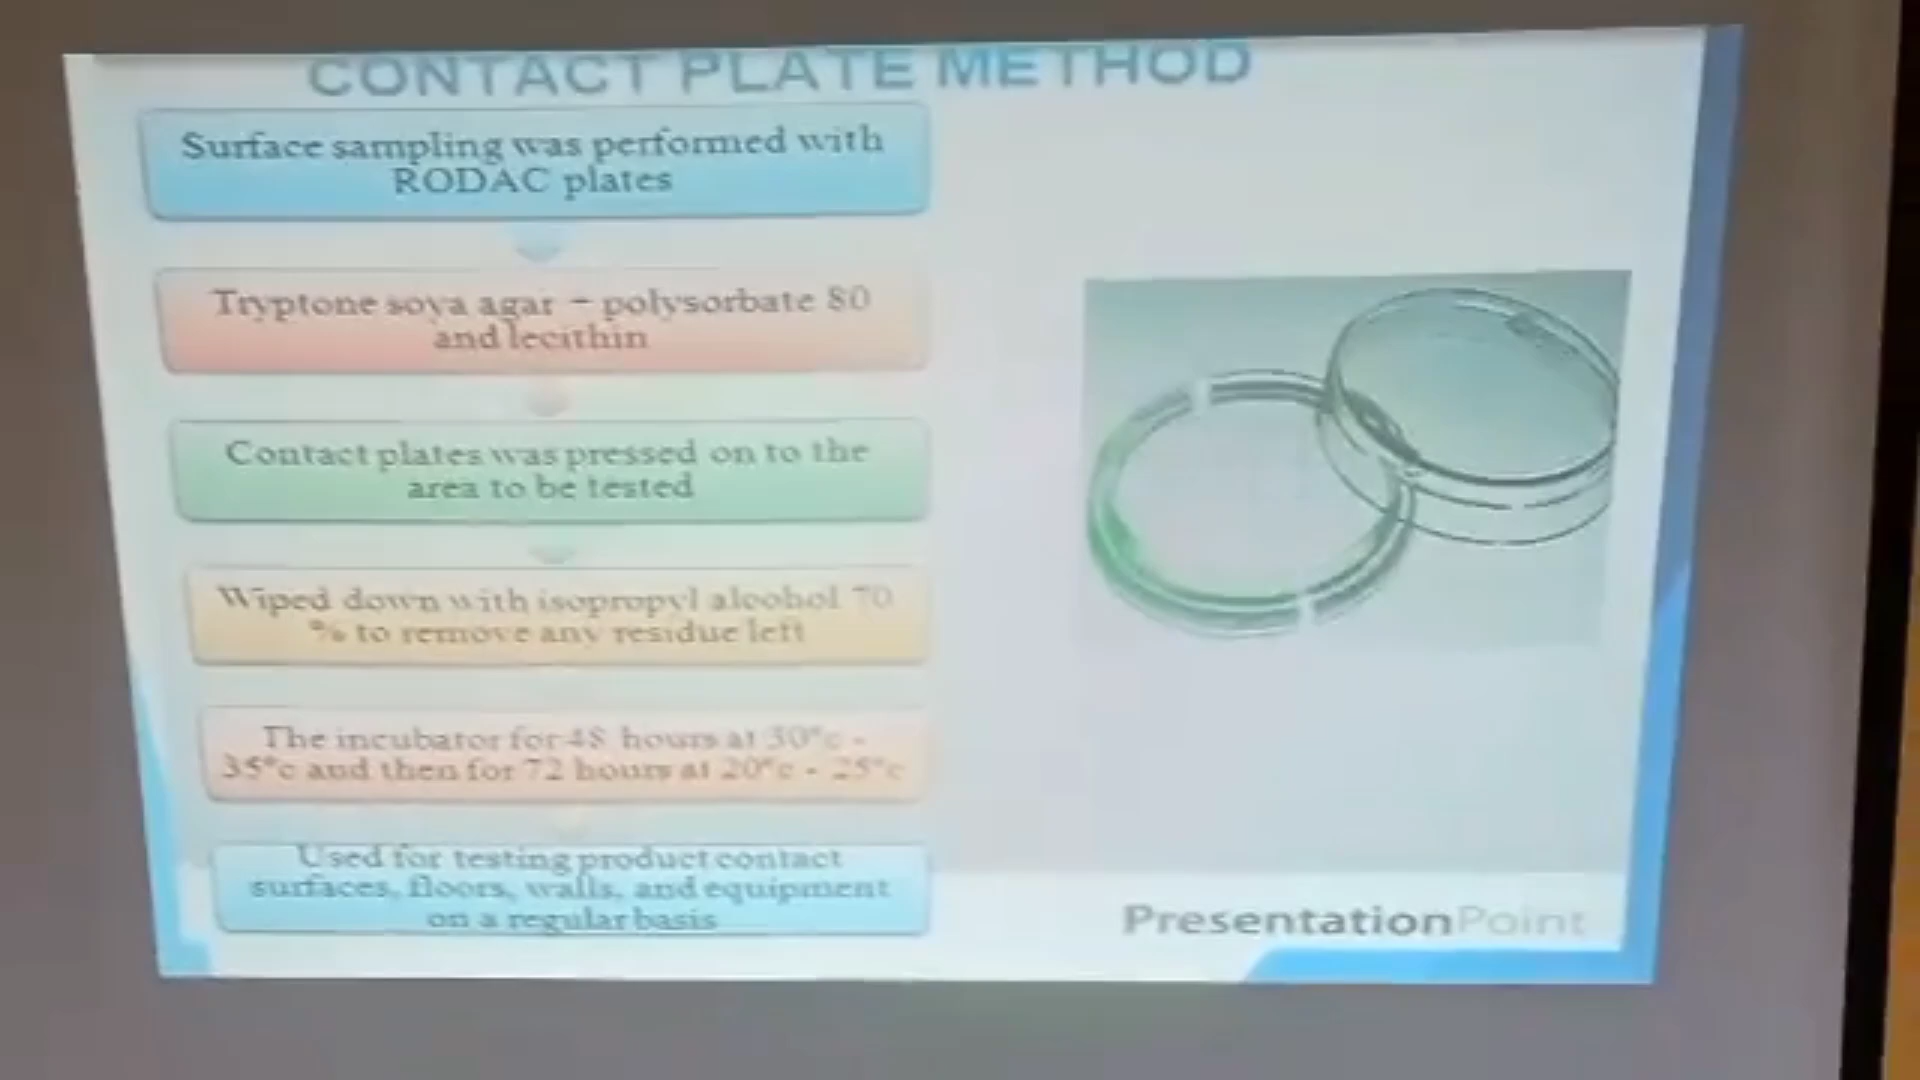 CONTACT PLATE METHOD
Surface sampling was performed with
RODAC plates
Tryptone soya agar – polysorbate 80
and lecithin
Contact plates was pressed on to the
area to be tested
Wiped down with isopropyl alcohol 70
% to remove any residue left
The incubator for 48 hours at 30°c -
35°c and then for 72 hours at 20°c - 25°c
Used for testing product contact
surfaces, floors, walls, and equipment
on a regular basis
PresentationPoint